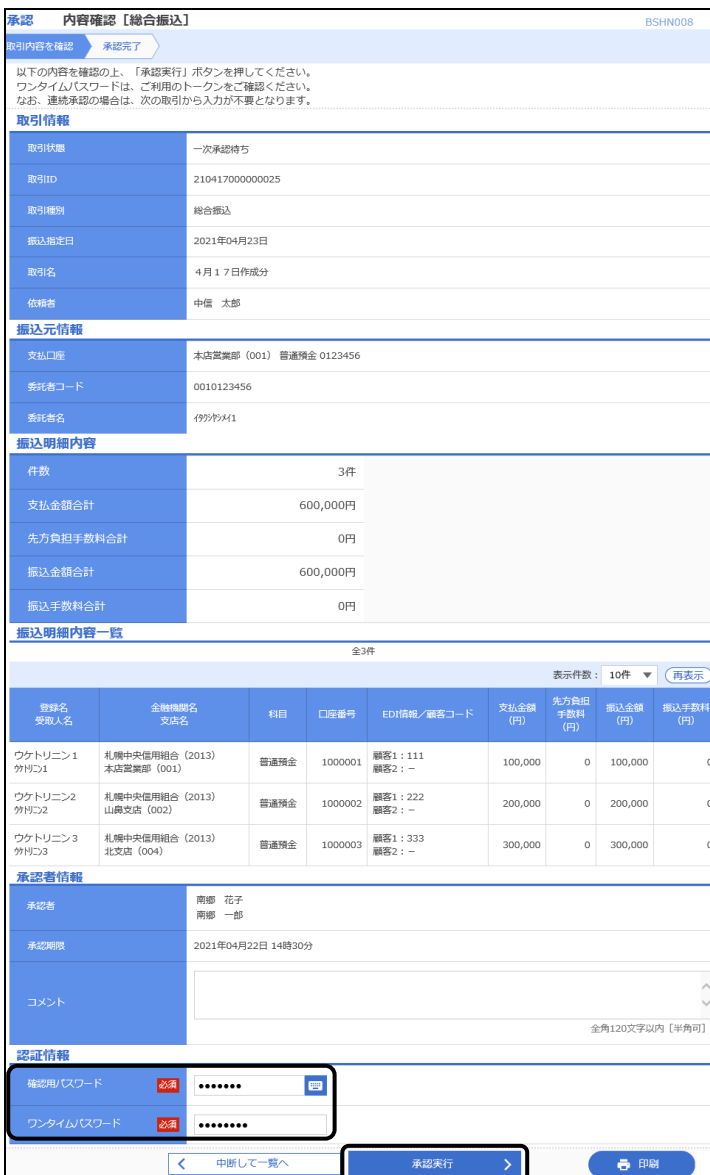 承認 内容確認［総合振込］ BSHN008
取引内容を確認 承認完了
以下の内容を確認の上、「承認実行」ボタンを押してください。
ワンタイムパスワードは、ご利用のトークンをご確認ください。
なお、連続承認の場合は、次の取引から入力が不要となります。
取引情報
取引状態 一次承認待ち
取引ID 210417000000025
取引種別 総合振込
振込指定日 2021年04月23日
取引名 ４月１７日作成分
依頼者 中信 太郎
振込元情報
支払口座 本店営業部（001） 普通預金 0123456
委託者コード 0010123456
委託者名 ｲﾀｸｼﾔｼﾒｲ1
振込明細内容
件数 3件
支払金額合計 600,000円
先方負担手数料合計 0円
振込金額合計 600,000円
振込手数料合計 0円
振込明細内容一覧
全3件
表示件数： 10件 ▼ 再表示
登録名 金融機関名 科目 口座番号 EDI情報／顧客コード 支払金額 先方負担 振込金額 振込手数料
受取人名 支店名 （円） 手数料 （円） （円）
（円）
ウケトリニン１ 札幌中央信用組合（2013） 普通預金 1000001 顧客1：111 100,000 0 100,000 0
ｳｹﾄﾘﾆﾝ1 本店営業部（001） 顧客2：－
ウケトリニン2 札幌中央信用組合（2013） 普通預金 1000002 顧客1：222 200,000 0 200,000 0
ｳｹﾄﾘﾆﾝ2 山鼻支店（002） 顧客2：－
ウケトリニン３ 札幌中央信用組合（2013） 普通預金 1000003 顧客1：333 300,000 0 300,000 0
ｳｹﾄﾘﾆﾝ3 北支店（004） 顧客2：－
承認者情報
承認者 南郷 花子
南郷 一郎
承認期限 2021年04月22日 14時30分
コメント
全角120文字以内［半角可］
認証情報
確認用パスワード 必須 •••••••
ワンタイムパスワード 必須 ••••••••
中断して一覧へ 承認実行 印刷